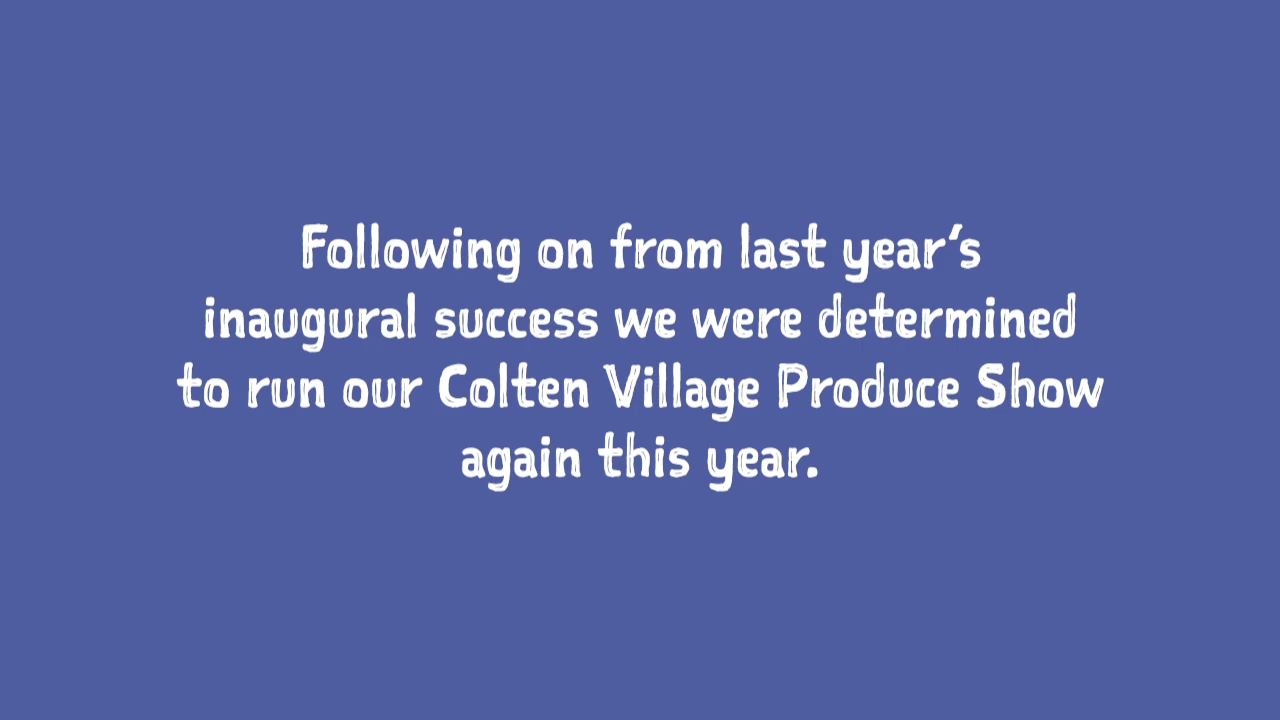 Following on from last year's
inaugural success we were determined
to run our Colten Village Produce Show
again this year.